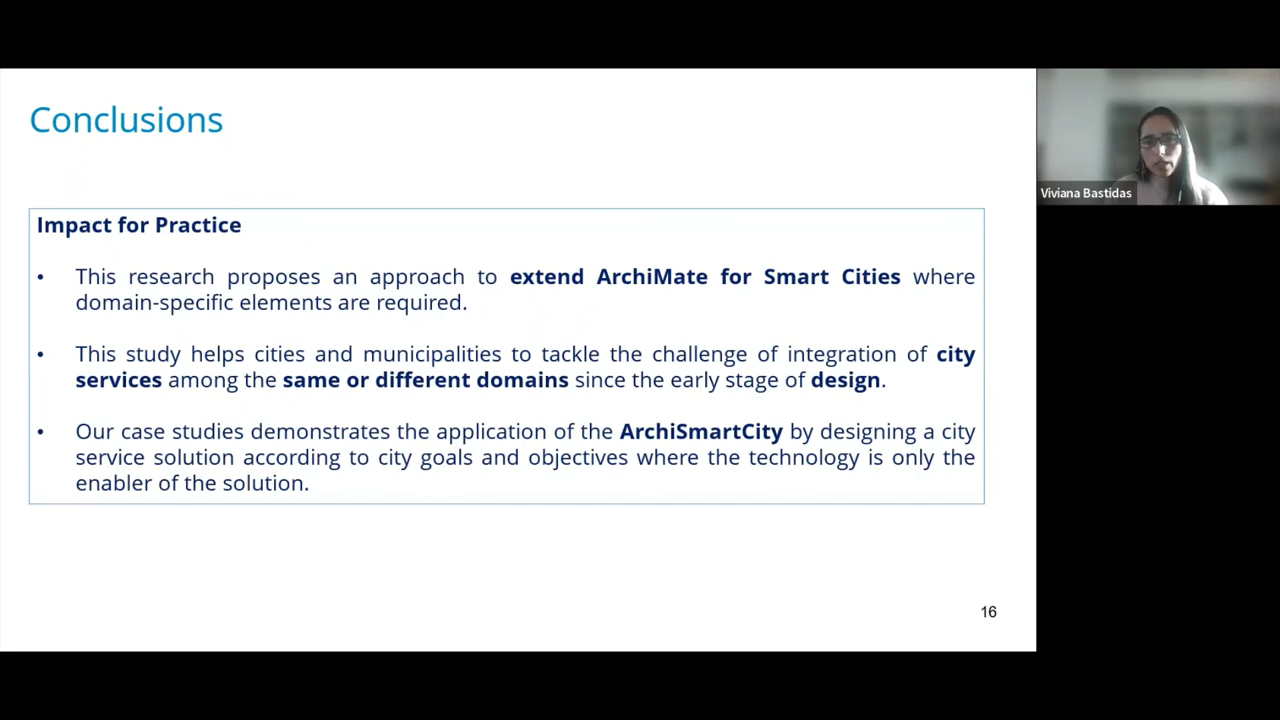 Conclusions
Viviana Bastidas
Impact for Practice
• This research proposes an approach to extend ArchiMate for Smart Cities where
domain-specific elements are required.
• This study helps cities and municipalities to tackle the challenge of integration of city
services among the same or different domains since the early stage of design.
• Our case studies demonstrates the application of the ArchiSmartCity by designing a city
service solution according to city goals and objectives where the technology is only the
enabler of the solution.
16